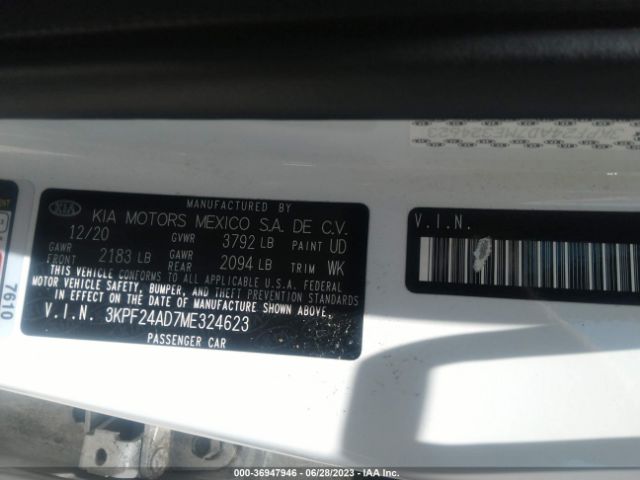 3KPF24AD7ME324623
MANUFACTURED BY
KIA KIA MOTORS MEXICO S.A. DE C.V.
12/20 GVWR 3792 LB PAINT UD
GAWR FRONT 2183 LB GAWR REAR 2094 LB TRIM WK
THIS VEHICLE CONFORMS TO ALL APPLICABLE U.S.A. FEDERAL
MOTOR VEHICLE SAFETY, BUMPER, AND THEFT PREVENTION STANDARDS
IN EFFECT ON THE DATE OF MANUFACTURE SHOWN ABOVE.
V.I.N. 3KPF24AD7ME324623
PASSENGER CAR
V.I.N.
7610
000-36947946 - 06/28/2023 - IAA Inc.